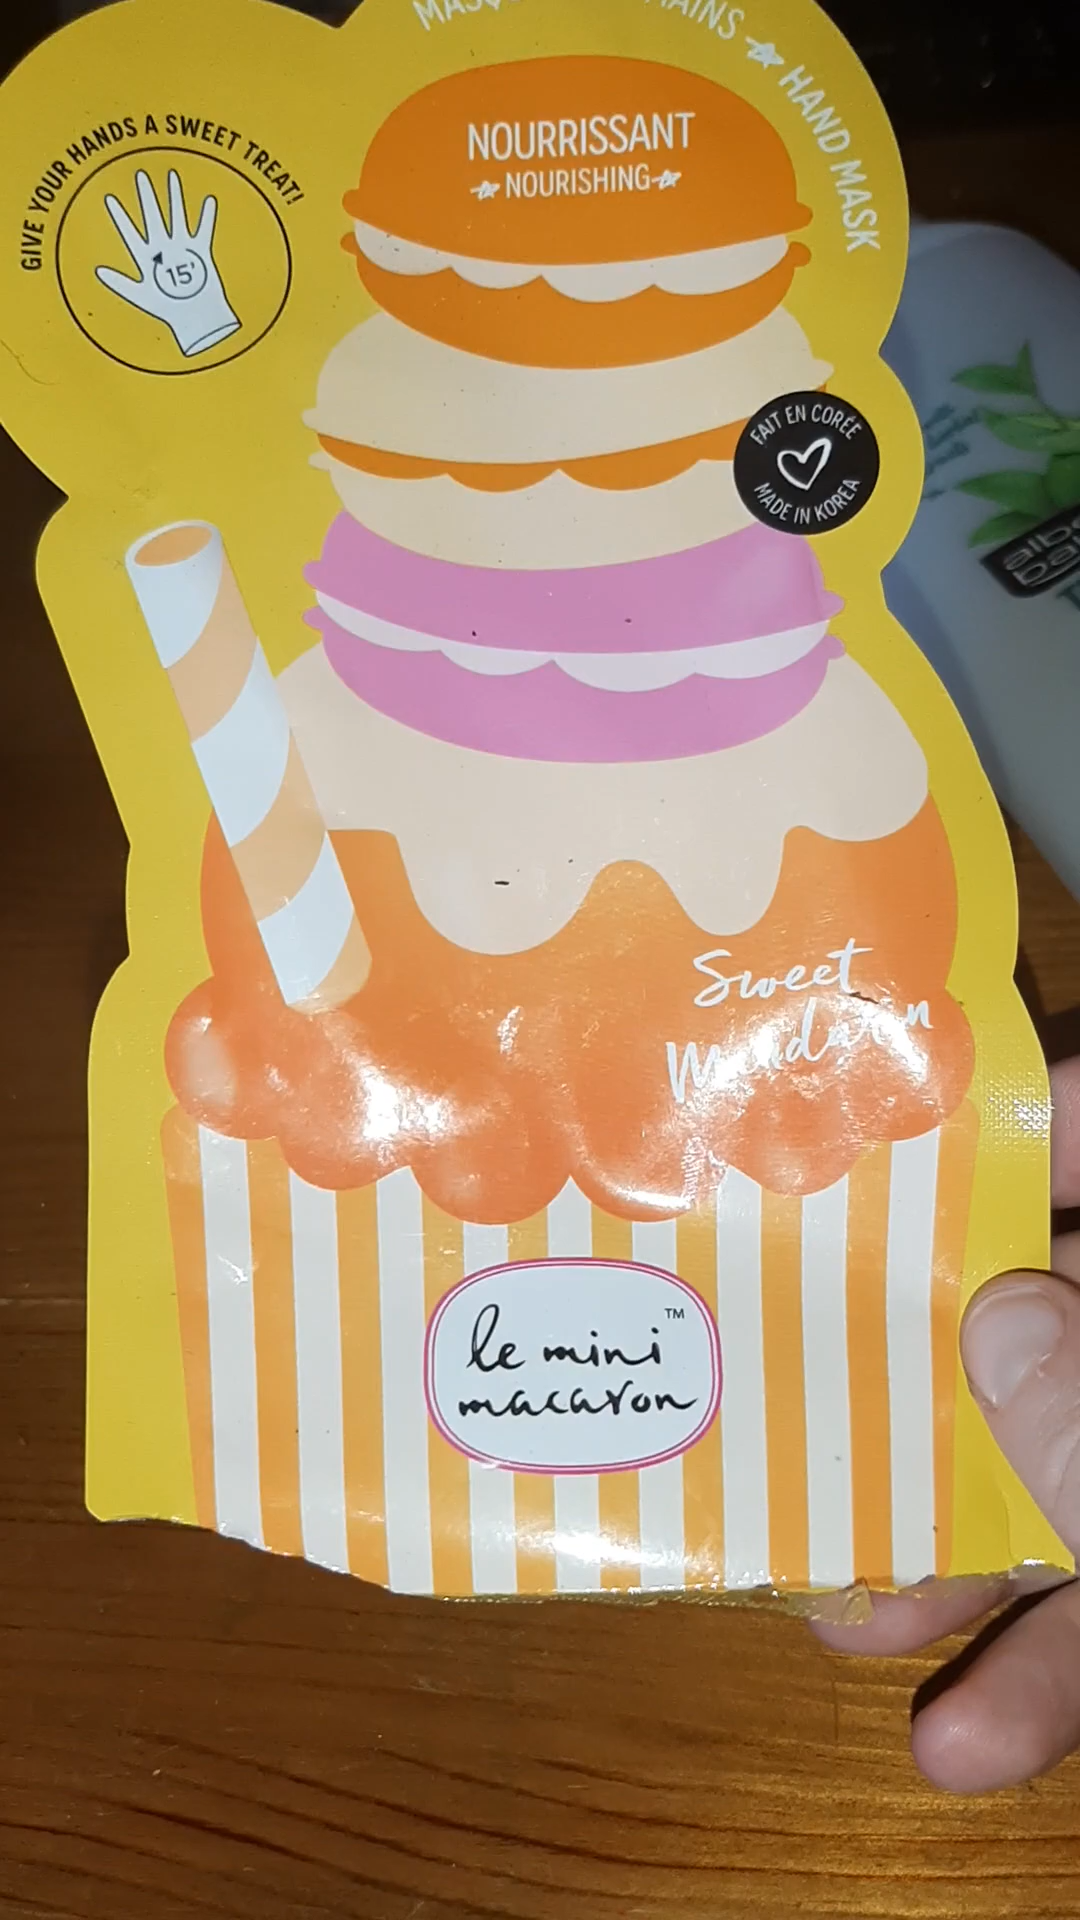 HAND MASK
NOURRISSANT
NOURISHING
GIVE YOUR HANDS A SWEET TREAT!
15'
FAIT EN CORÉE
MADE IN KOREA
Sweet
Mandarin
le mini
macaron
TM